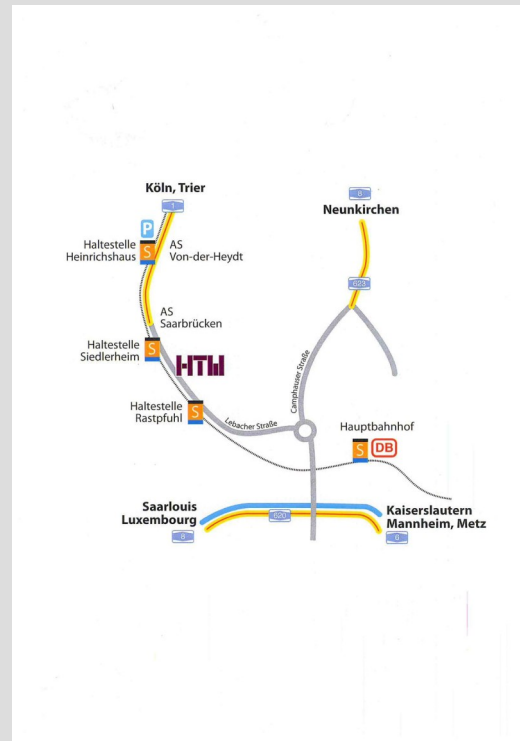 Köln, Trier
1
P
Haltestelle
Heinrichshaus
S
AS
Von-der-Heydt
8
Neunkirchen
623
AS
Saarbrücken
Haltestelle
Siedlerheim
S
HTW
Haltestelle
Rastpfuhl
S
Lebacher Straße
Camphauser Straße
Hauptbahnhof
S
DB
Saarlouis
Luxembourg
8
620
Kaiserslautern
Mannheim, Metz
6